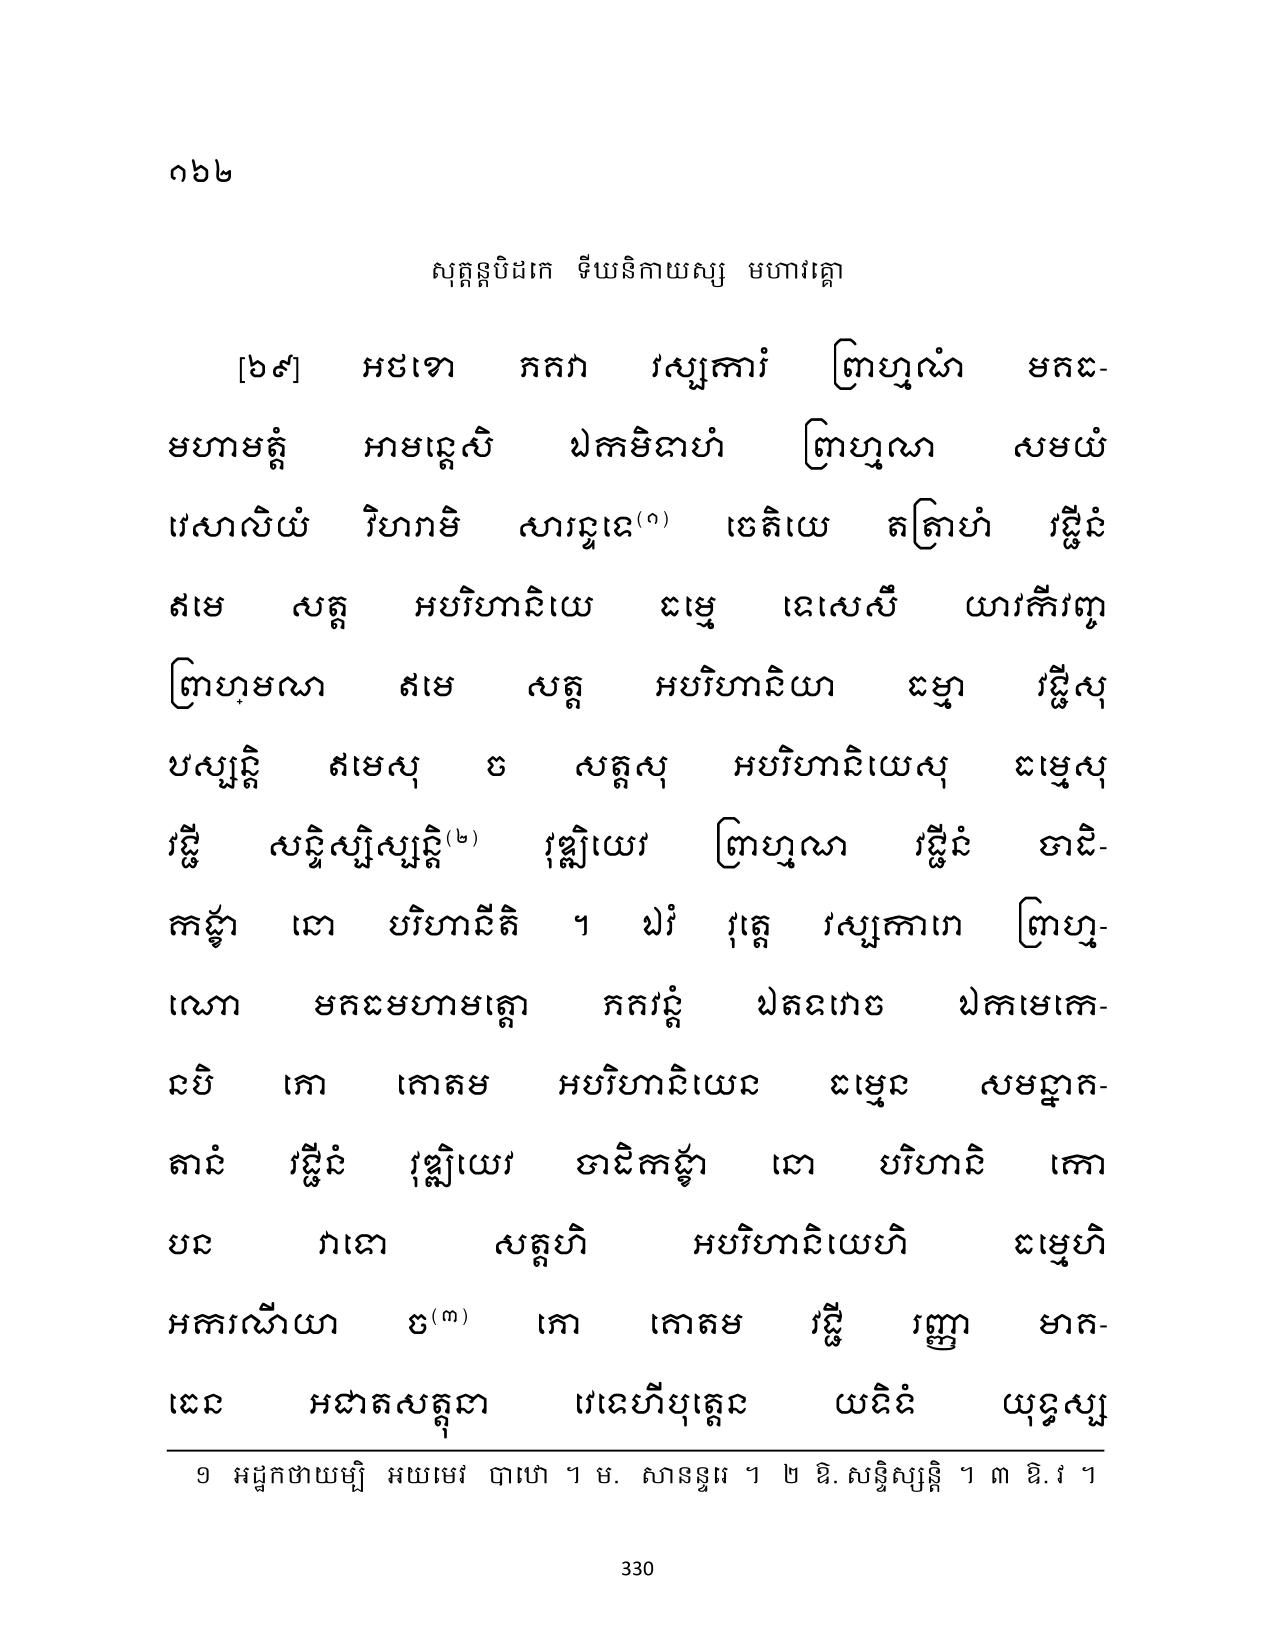 ១៦២
សុត្តន្តបិដកេ ទីឃនិកាយស្ស មហាវគ្គោ
[៦៩] អថខោ ភគវា វស្សការំ ព្រាហ្មណំ មគធ-
មហាមត្តំ អាមន្តេសិ ឯកមិទាហំ ព្រាហ្មណ សមយំ
វេសាលិយំ វិហរាមិ សារន្ទទេ(១) ចេតិយេ តត្រាហំ វជ្ជីនំ
ឥមេ សត្ត អបរិហានិយេ ធម្មេ ទេសេសឹ យាវកីវញ្ច
ព្រាហ្មណ ឥមេ សត្ត អបរិហានិយា ធម្មា វជ្ជីសុ
ឋស្សន្តិ ឥមេសុ ច សត្តសុ អបរិហានិយេសុ ធម្មេសុ
វជ្ជី សន្ទិស្សិស្សន្តិ(២) វុឌ្ឍិយេវ ព្រាហ្មណ វជ្ជីនំ បាដិ-
កង្ខា នោ បរិហានីតិ ។ ឯវំ វុត្តេ វស្សការោ ព្រាហ្ម-
ណោ មគធមហាមត្តោ ភគវន្តំ ឯតទវោច ឯកមេកេ-
នបិ ភោ គោតម អបរិហានិយេន ធម្មេន សមន្នាគ-
តានំ វជ្ជីនំ វុឌ្ឍិយេវ បាដិកង្ខា នោ បរិហានិ កោ
បន វាទោ សត្តហិ អបរិហានិយេហិ ធម្មេហិ
អករណីយា ច(៣) ភោ គោតម វជ្ជី រញ្ញា មាគ-
ធេន អជាតសត្តុនា វេទេហីបុត្តេន យទិទំ យុទ្ធស្ស
១ អដ្ឋកថាយម្បិ អយមេវ បាឋោ ។ ម. សានន្ទរេ ។ ២ ឱ. សន្ទិស្សន្តិ ។ ៣ ឱ. វ ។
330